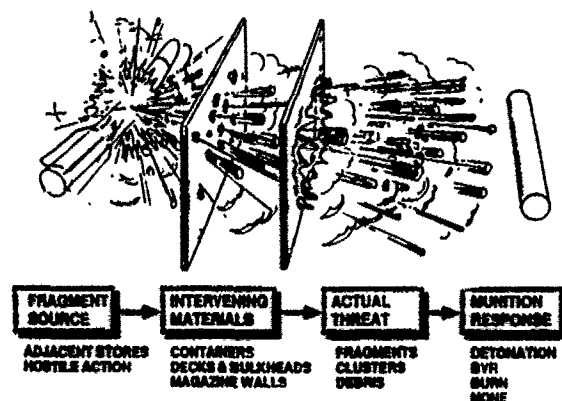 FRAGMENT
SOURCE
ADJACENT STORES
HOSTILE ACTION
INTERVENING
MATERIALS
CONTAINERS
DECKS & BULKHEADS
MAGAZINE WALLS
ACTUAL
THREAT
FRAGMENTS
CLUSTERS
DEBRIS
MUNITION
RESPONSE
DETONATION
BURN
NONE